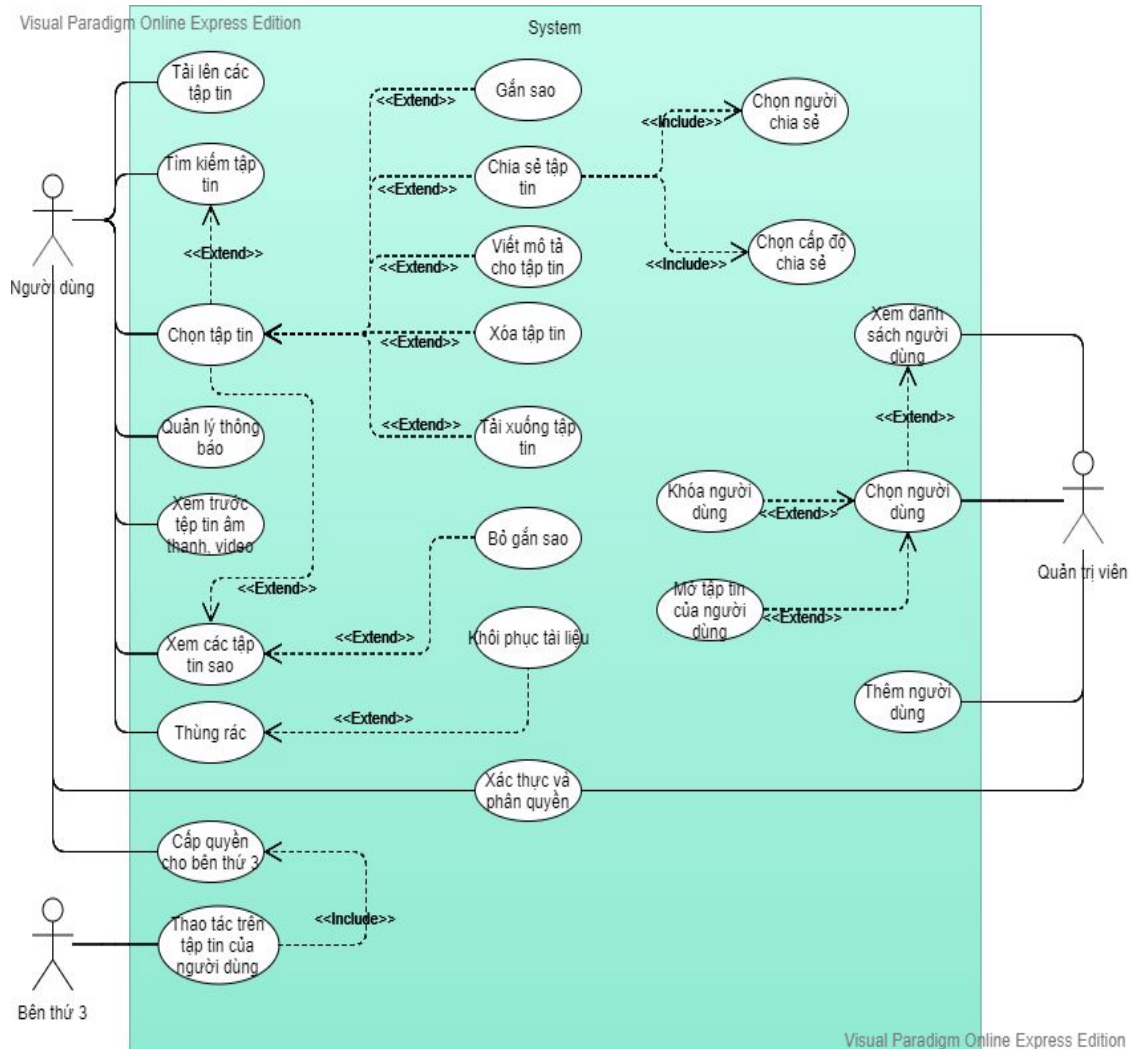 Visual Paradigm Online Express Edition
System
Tải lên các
tập tin
<<Extend>>
Gắn sao
Chọn người
chia sẻ
<<Include>>
Tìm kiếm tập
tin
<<Extend>>
Chia sẻ tập
tin
<<Extend>>
<<Extend>>
Viết mô tả
cho tập tin
<<Include>>
Chọn cấp độ
chia sẻ
Người dùng
Chọn tập tin
<<Extend>>
Xóa tập tin
Xem danh
sách người
dùng
<<Extend>>
Quản lý thông
báo
<<Extend>>
Tải xuống tập
tin
Xem trước
tệp tin âm
thanh, video
Khóa người
dùng
<<Extend>>
Chọn người
dùng
Bỏ gắn sao
Quản trị viên
<<Extend>>
Mở tập tin
của người
dùng
<<Extend>>
Xem các tập
tin sao
<<Extend>>
Khôi phục tài liệu
Thêm người
dùng
Thùng rác
<<Extend>>
Xác thực và
phân quyền
Cấp quyền
cho bên thứ 3
<<Include>>
Thao tác trên
tập tin của
người dùng
Bên thứ 3
Visual Paradigm Online Express Edition